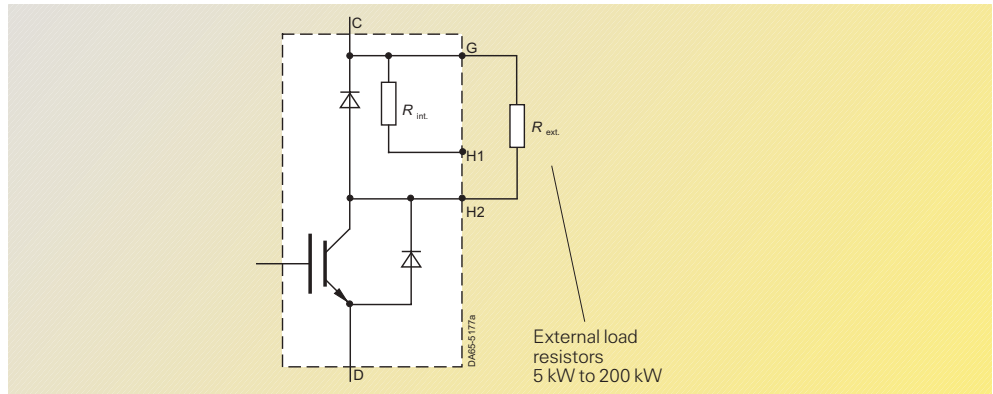 C
G
R int.
R ext.
H1
H2
DA65-5177a
D
External load
resistors
5 kW to 200 kW